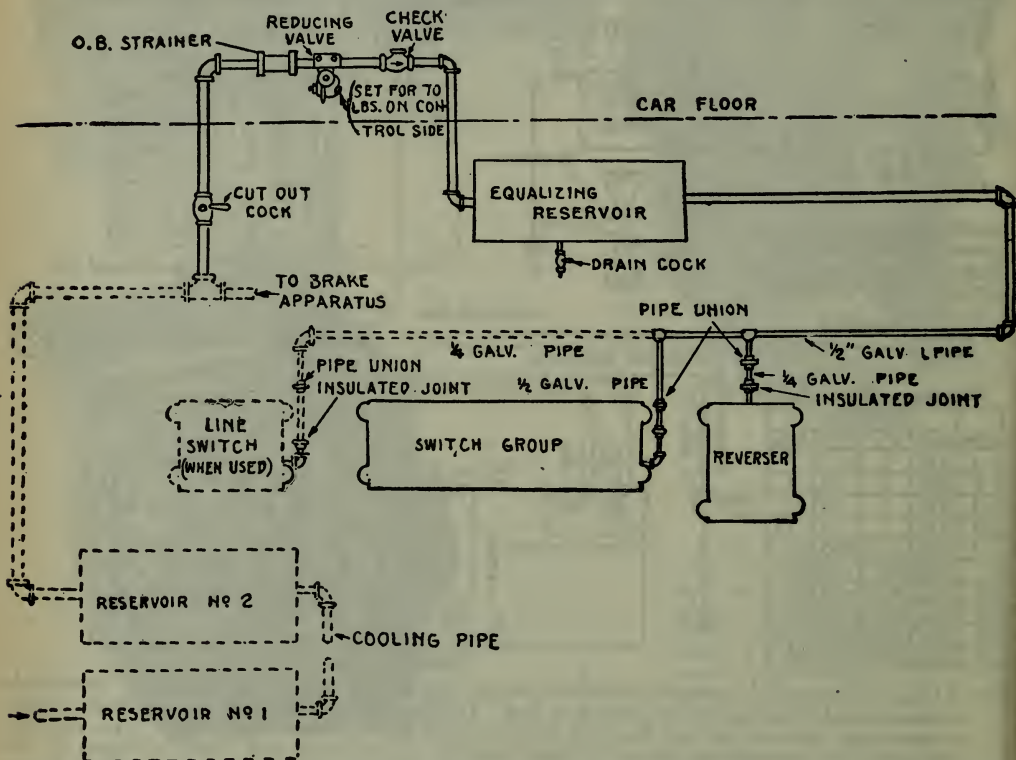 O.B. STRAINER
REDUCING
VALVE
CHECK
VALVE
(SET FOR 70
LBS. ON CON-
TROL SIDE
CAR FLOOR
CUT OUT
COCK
EQUALIZING
RESERVOIR
DRAIN COCK
TO BRAKE
APPARATUS
PIPE UNION
1/4 GALV. PIPE
1/2" GALV. PIPE
PIPE UNION
INSULATED JOINT
1/2 GALV. PIPE
1/4 GALV. PIPE
INSULATED JOINT
LINE
SWITCH
(WHEN USED)
SWITCH GROUP
REVERSER
RESERVOIR Nº 2
COOLING PIPE
RESERVOIR Nº 1